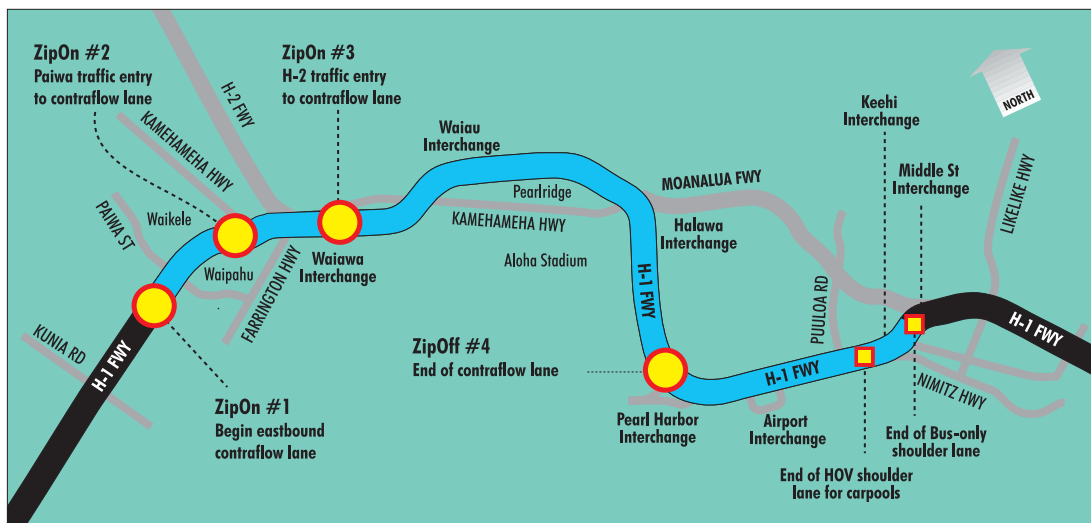 ZipOn #2
Paiwa traffic entry
to contraflow lane
ZipOn #3
H-2 traffic entry
to contraflow lane
H-2 FWY
KAMEHAMEHA HWY
PAIWA ST
Waikele
Waipahu
FARRINGTON HWY
Waiawa
Interchange
Waiau
Interchange
Pearlridge
KAMEHAMEHA HWY
Aloha Stadium
MOANALUA FWY
Halawa
Interchange
H-1 FWY
Keehi
Interchange
Middle St
Interchange
NORTH
LIKELIKE HWY
PUULOA RD
H-1 FWY
NIMITZ HWY
KUNIA RD
H-1 FWY
ZipOn #1
Begin eastbound
contraflow lane
ZipOff #4
End of contraflow lane
H-1 FWY
Pearl Harbor
Interchange
Airport
Interchange
End of Bus-only
shoulder lane
End of HOV shoulder
lane for carpools